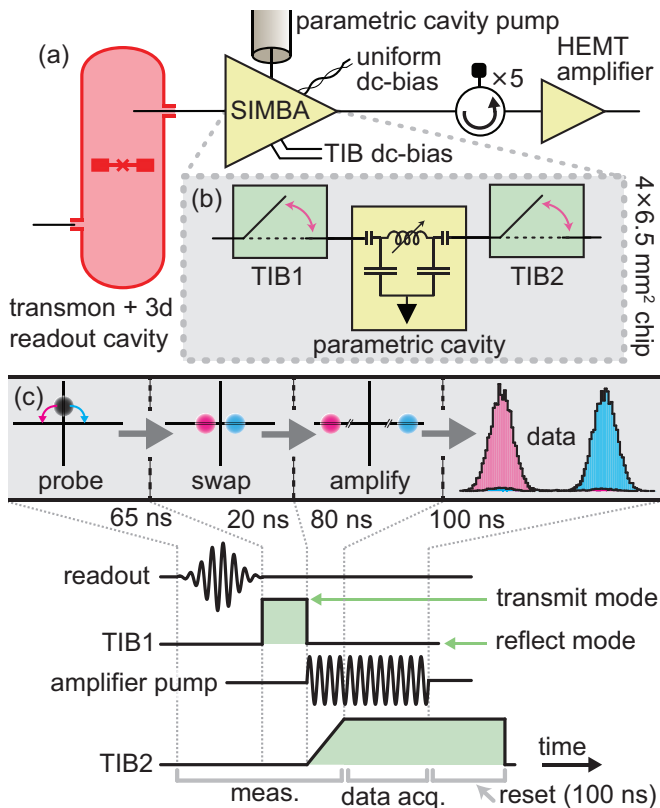 (a)
parametric cavity pump
uniform
dc-bias
HEMT
amplifier
SIMBA
×5
TIB dc-bias
(b)
TIB1
TIB2
parametric cavity
4×6.5 mm² chip
transmon + 3d
readout cavity
(c)
probe
swap
amplify
data
65 ns
20 ns
80 ns
100 ns
readout
transmit mode
TIB1
reflect mode
amplifier pump
TIB2
time
meas.
data acq.
reset (100 ns)